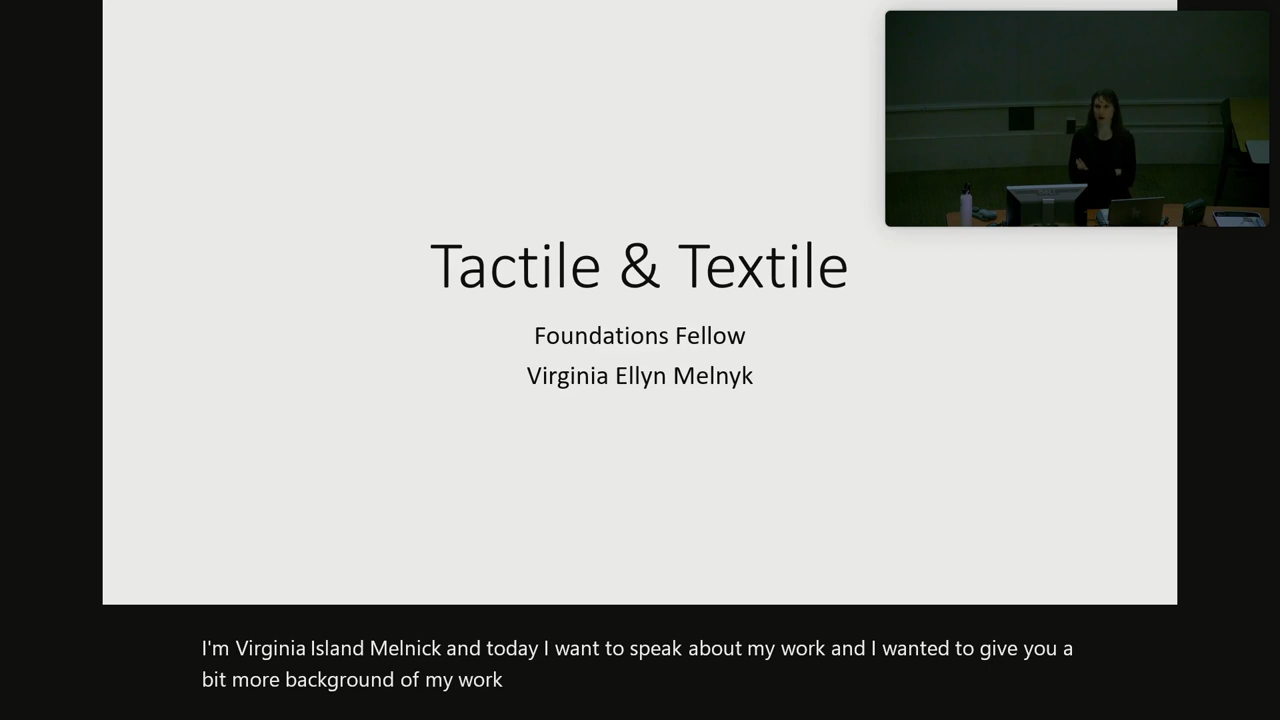 Tactile & Textile
Foundations Fellow
Virginia Ellyn Melnyk
I'm Virginia Island Melnick and today I want to speak about my work and I wanted to give you a
bit more background of my work